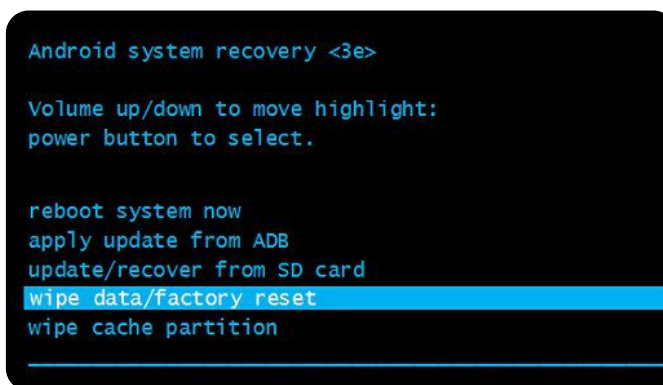 Android system recovery <3e>
Volume up/down to move highlight:
power button to select.
reboot system now
apply update from ADB
update/recover from SD card
wipe data/factory reset
wipe cache partition